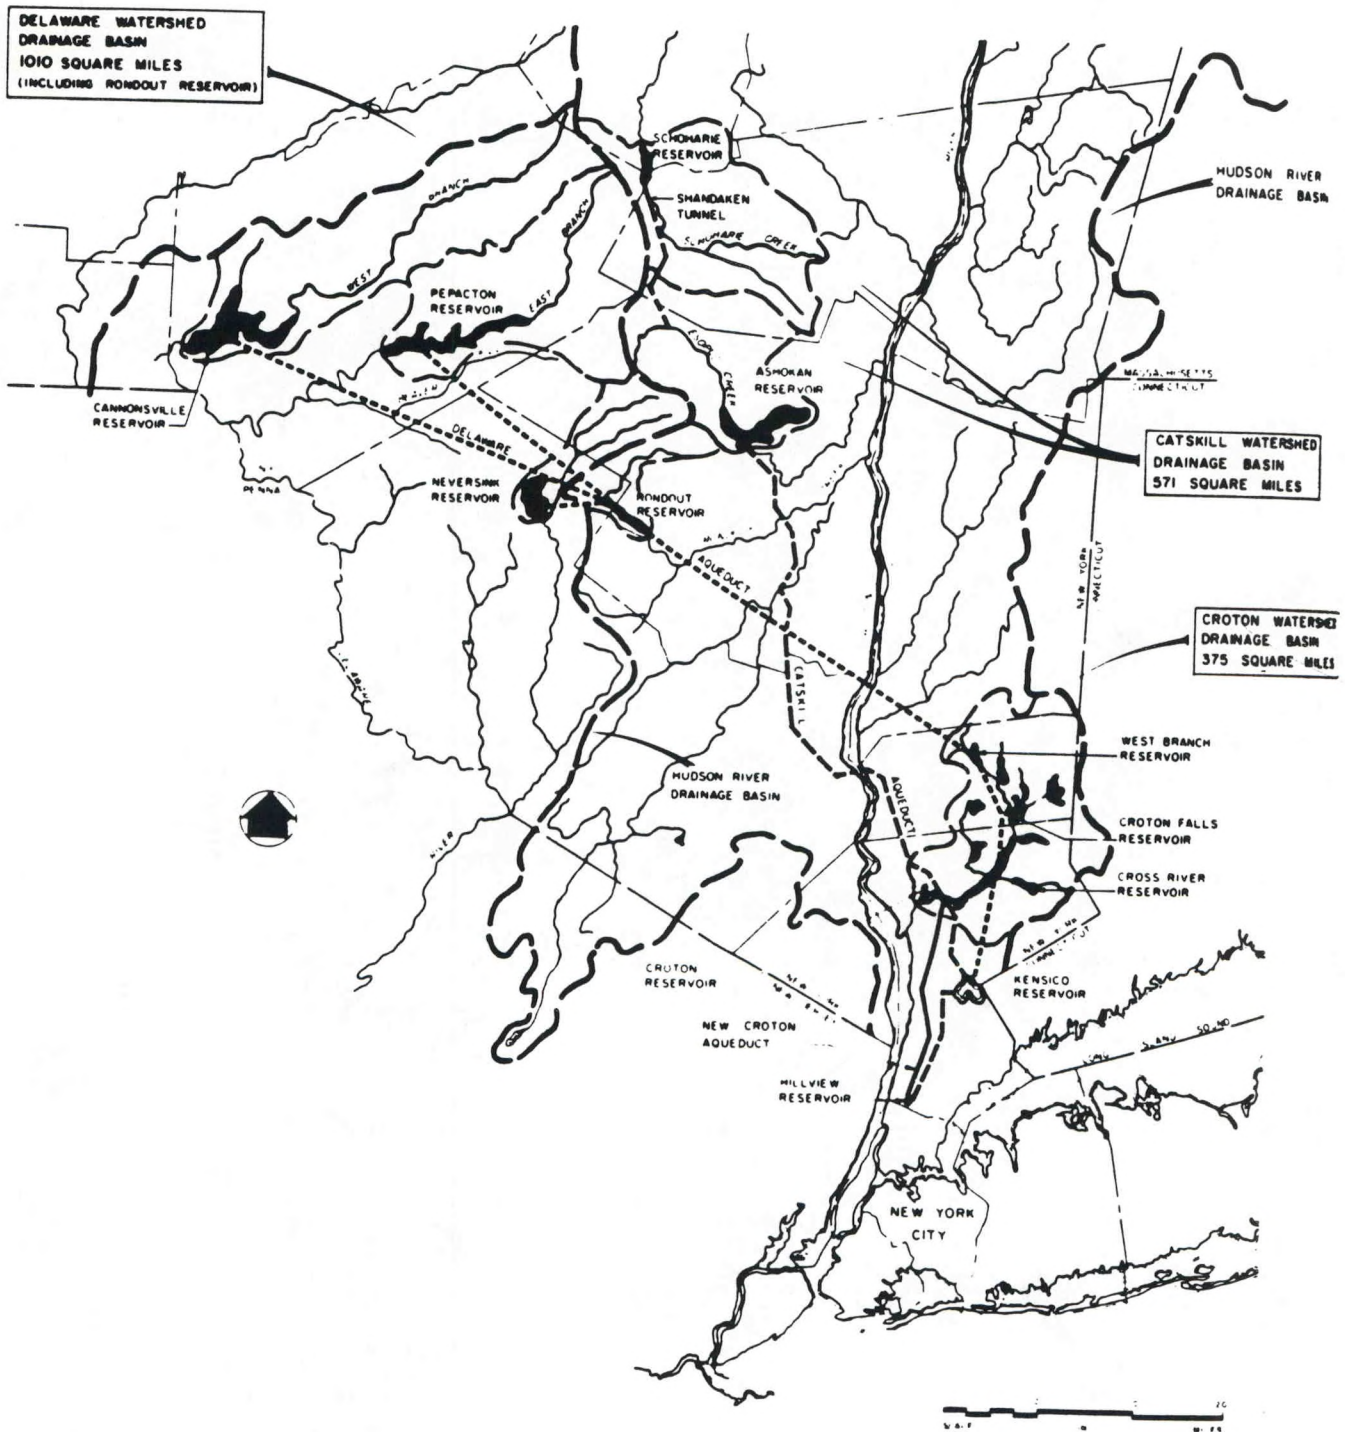 DELAWARE WATERSHED
DRAINAGE BASIN
1010 SQUARE MILES
(INCLUDING RONDOUT RESERVOIR)
SCHOHARIE
RESERVOIR
SHANDAKEN
TUNNEL
SCHOHARIE CREEK
HUDSON RIVER
DRAINAGE BASIN
WEST
BRANCH
PEPACTON
RESERVOIR
EAST
BRANCH
CREEK
ASHOKAN
RESERVOIR
MASSACHUSETTS
CANNONSVILLE
RESERVOIR
CATSKILL WATERSHED
DRAINAGE BASIN
571 SQUARE MILES
DELAWARE
AQUEDUCT
PENNA
NEVERSINK
RESERVOIR
RONDOUT
RESERVOIR
NEW YORK
CROTON WATERSHED
DRAINAGE BASIN
375 SQUARE MILES
CATSKILL
AQUEDUCT
WEST BRANCH
RESERVOIR
HUDSON RIVER
DRAINAGE BASIN
RIVER
CROTON FALLS
RESERVOIR
CROSS RIVER
RESERVOIR
CROTON
RESERVOIR
KENSICO
RESERVOIR
NEW CROTON
AQUEDUCT
HILLVIEW
RESERVOIR
NEW YORK
CITY